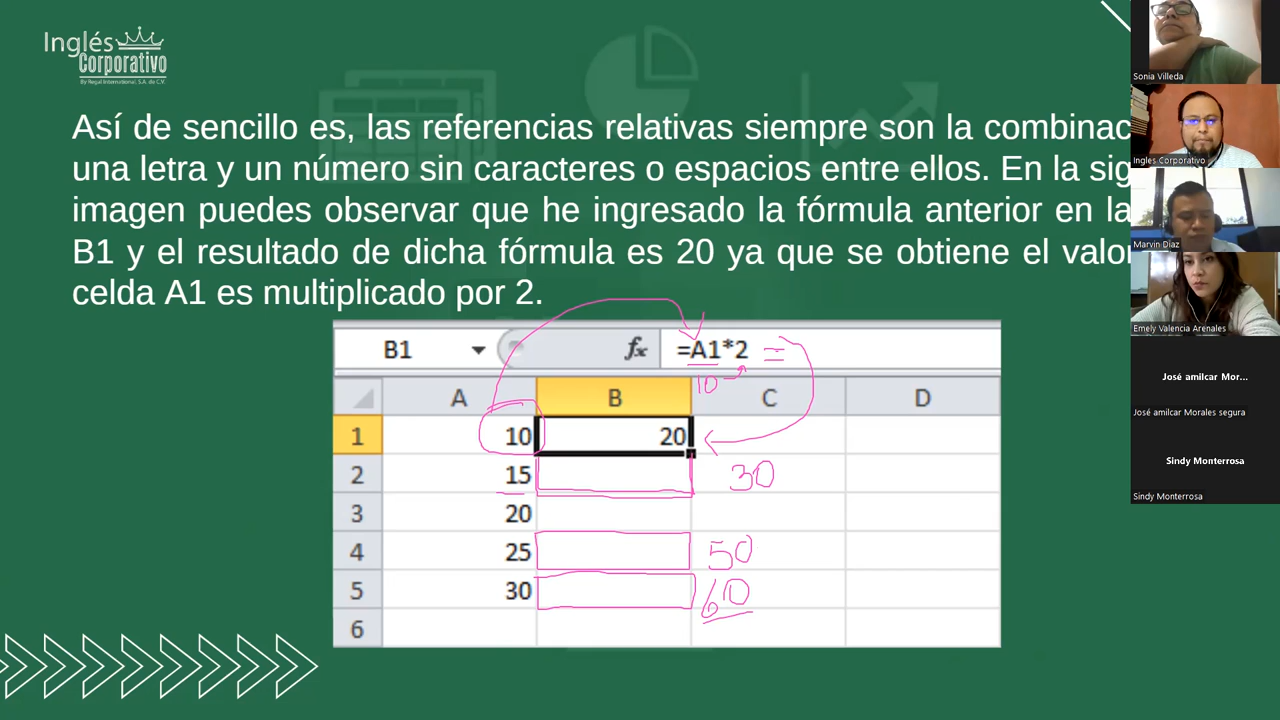 Inglés
Corporativo
By Regal International, S.A. de C.V.
Así de sencillo es, las referencias relativas siempre son la combinac
una letra y un número sin caracteres o espacios entre ellos. En la sig
imagen puedes observar que he ingresado la fórmula anterior en la
B1 y el resultado de dicha fórmula es 20 ya que se obtiene el valor
celda A1 es multiplicado por 2.
B1 fx =A1*2 =
10
A B C D
1 10 20
2 15 30
3 20
4 25 50
5 30 60
6
Sonia Villeda
Ingles Corporativo
Marvin Diaz
Emely Valencia Arenales
José amilcar Mor...
José amilcar Morales segura
Sindy Monterrosa
Sindy Monterrosa